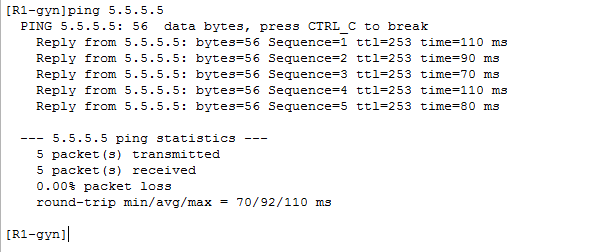 [R1-gyn]ping 5.5.5.5
PING 5.5.5.5: 56  data bytes, press CTRL_C to break
Reply from 5.5.5.5: bytes=56 Sequence=1 ttl=253 time=110 ms
Reply from 5.5.5.5: bytes=56 Sequence=2 ttl=253 time=90 ms
Reply from 5.5.5.5: bytes=56 Sequence=3 ttl=253 time=70 ms
Reply from 5.5.5.5: bytes=56 Sequence=4 ttl=253 time=110 ms
Reply from 5.5.5.5: bytes=56 Sequence=5 ttl=253 time=80 ms
--- 5.5.5.5 ping statistics ---
5 packet(s) transmitted
5 packet(s) received
0.00% packet loss
round-trip min/avg/max = 70/92/110 ms
[R1-gyn]